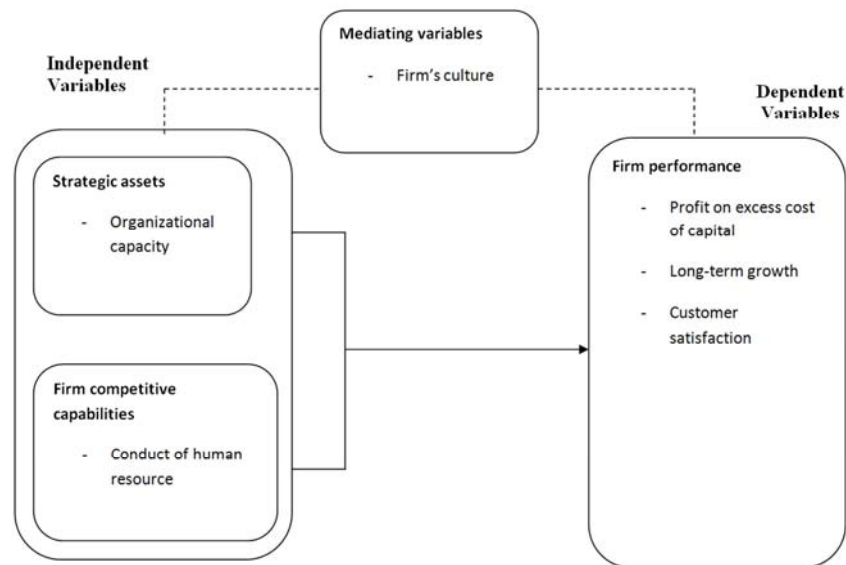 Mediating variables
- Firm's culture
Independent
Variables
Dependent
Variables
Strategic assets
- Organizational
capacity
Firm competitive
capabilities
- Conduct of human
resource
Firm performance
- Profit on excess cost
of capital
- Long-term growth
- Customer
satisfaction